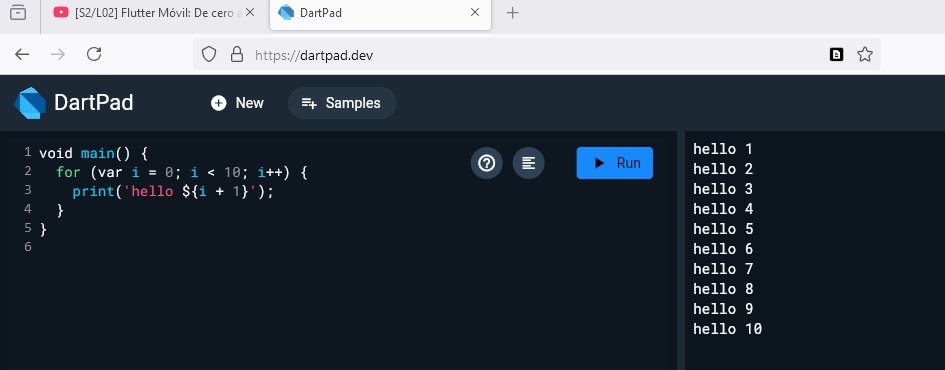 [S2/L02] Flutter Móvil: De cero a
DartPad
https://dartpad.dev
DartPad
New
Samples
1 void main() {
2 for (var i = 0; i < 10; i++) {
3 print('hello ${i + 1}');
4 }
5 }
6
Run
hello 1
hello 2
hello 3
hello 4
hello 5
hello 6
hello 7
hello 8
hello 9
hello 10